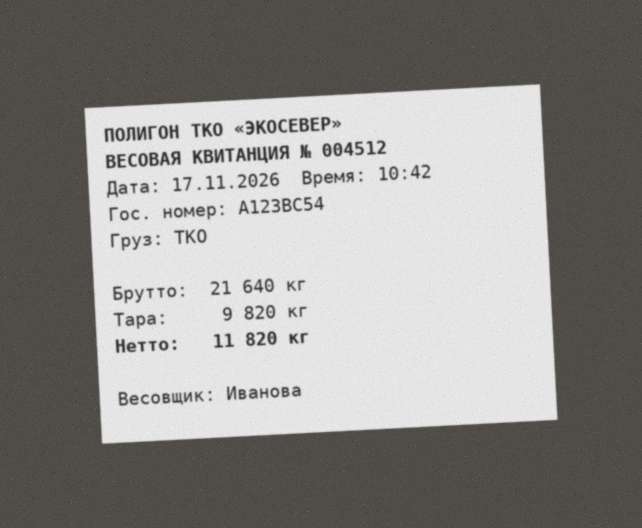 ПОЛИГОН ТКО «ЭКОСЕВЕР»
ВЕСОВАЯ КВИТАНЦИЯ № 004512
Дата: 17.11.2026  Время: 10:42
Гос. номер: А123ВС54
Груз: ТКО
Брутто:  21 640 кг
Тара:     9 820 кг
Нетто:   11 820 кг
Весовщик: Иванова